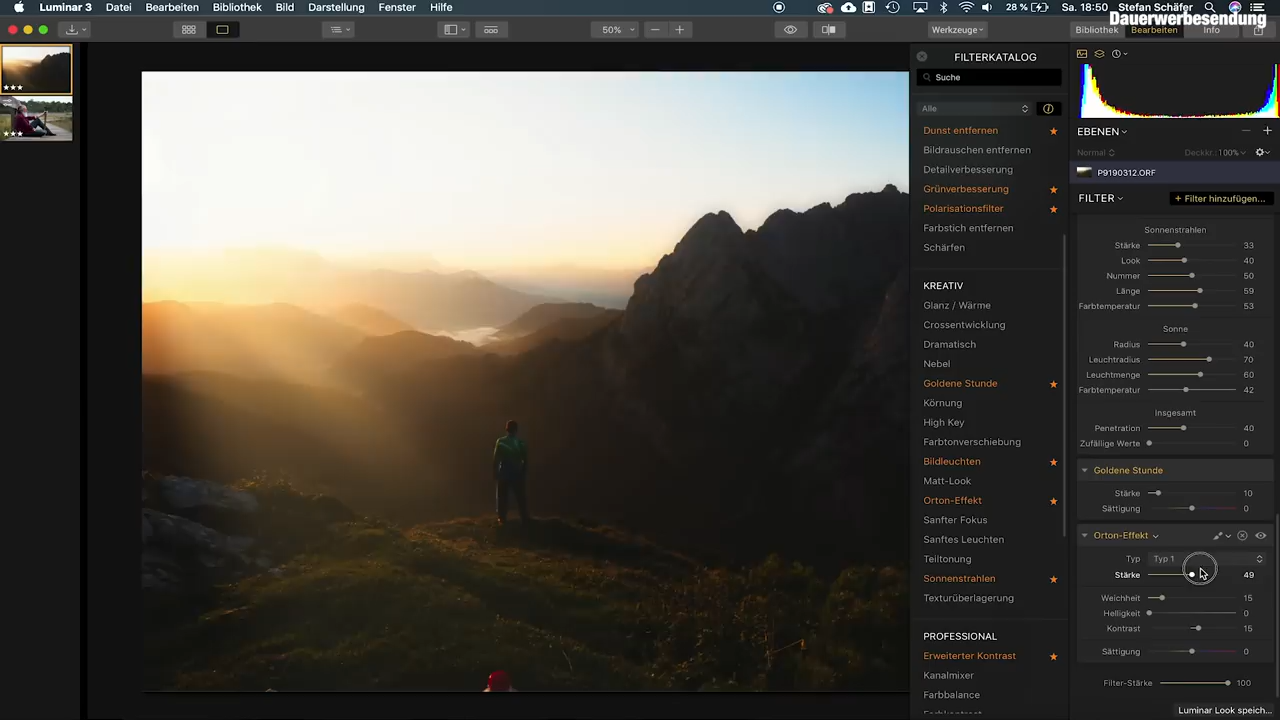 Luminar 3 Datei Bearbeiten Bibliothek Bild Darstellung Fenster Hilfe 28 % Sa. 18:50 Stefan Schäfer
Dauerwerbesendung
50% Werkzeuge Bibliothek Bearbeiten Info
FILTERKATALOG
Suche
Alle
Dunst entfernen
Bildrauschen entfernen
Detailverbesserung
Grünverbesserung
Polarisationsfilter
Farbstich entfernen
Schärfen
KREATIV
Glanz / Wärme
Crossentwicklung
Dramatisch
Nebel
Goldene Stunde
Körnung
High Key
Farbtonverschiebung
Bildleuchten
Matt-Look
Orton-Effekt
Sanfter Fokus
Sanftes Leuchten
Teiltonung
Sonnenstrahlen
Texturüberlagerung
PROFESSIONAL
Erweiterter Kontrast
Kanalmixer
Farbbalance
Farbkontrast
EBENEN
Normal Deckkr.: 100%
P9190312.ORF
FILTER + Filter hinzufügen...
Sonnenstrahlen
Stärke 33
Look 40
Nummer 50
Länge 59
Farbtemperatur 53
Sonne
Radius 40
Leuchtradius 70
Leuchtmenge 60
Farbtemperatur 42
Insgesamt
Penetration 40
Zufällige Werte 0
Goldene Stunde
Stärke 10
Sättigung 0
Orton-Effekt
Typ Typ 1
Stärke 49
Weichheit 15
Helligkeit 0
Kontrast 15
Sättigung 0
Filter-Stärke 100
Luminar Look speich...